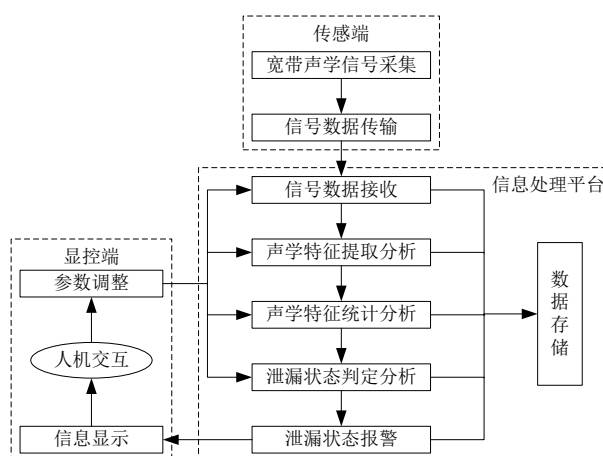 传感端
宽带声学信号采集
信号数据传输
信息处理平台
信号数据接收
声学特征提取分析
声学特征统计分析
泄漏状态判定分析
泄漏状态报警
显控端
参数调整
人机交互
信息显示
数据存储